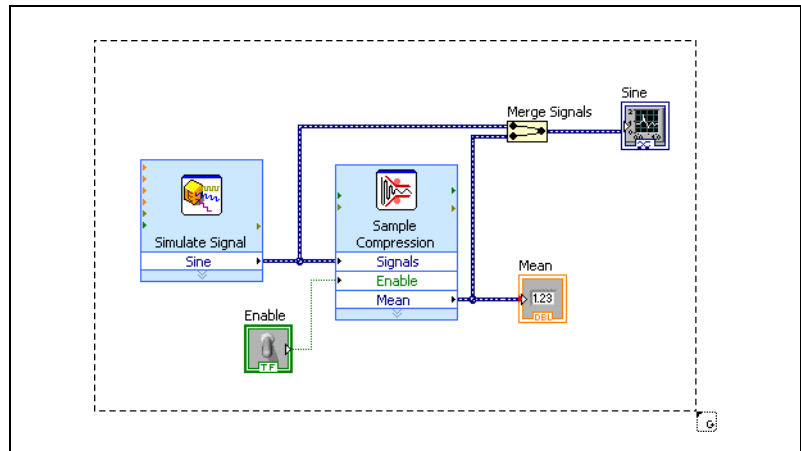 Sine
Merge Signals
Simulate Signal
Sine
Sample
Compression
Signals
Enable
Mean
Mean
1.23
DBL
Enable
TF
G